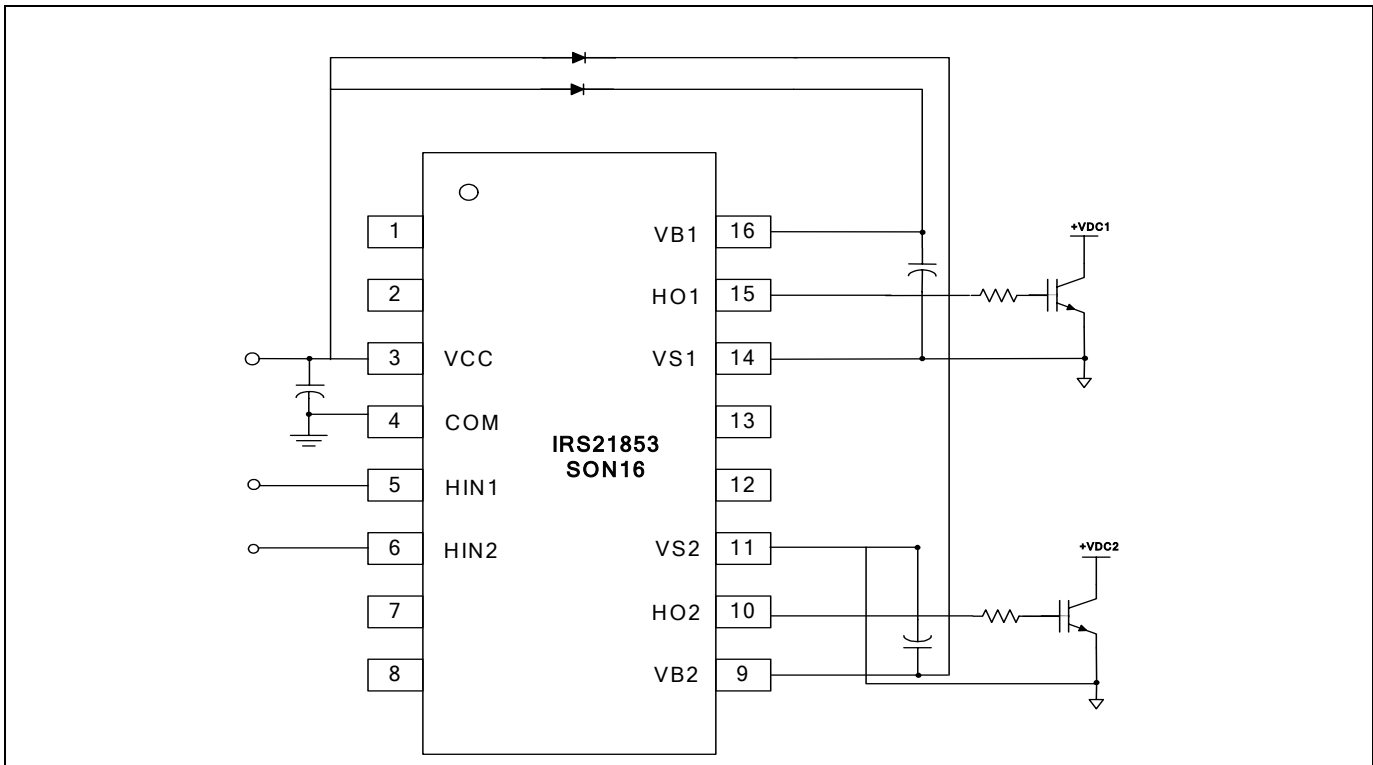 1
VB1 16
+VDC1
2
HO1 15
3 VCC
VS1 14
4 COM
13
IRS21853
SON16
5 HIN1
12
6 HIN2
VS2 11
+VDC2
7
HO2 10
8
VB2 9